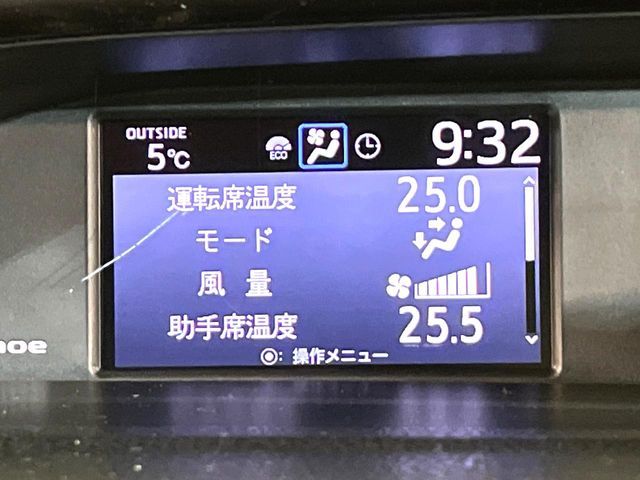 OUTSIDE
5℃
ECO
9:32
運転席温度 25.0
モード
風量
助手席温度 25.5
◉: 操作メニュー